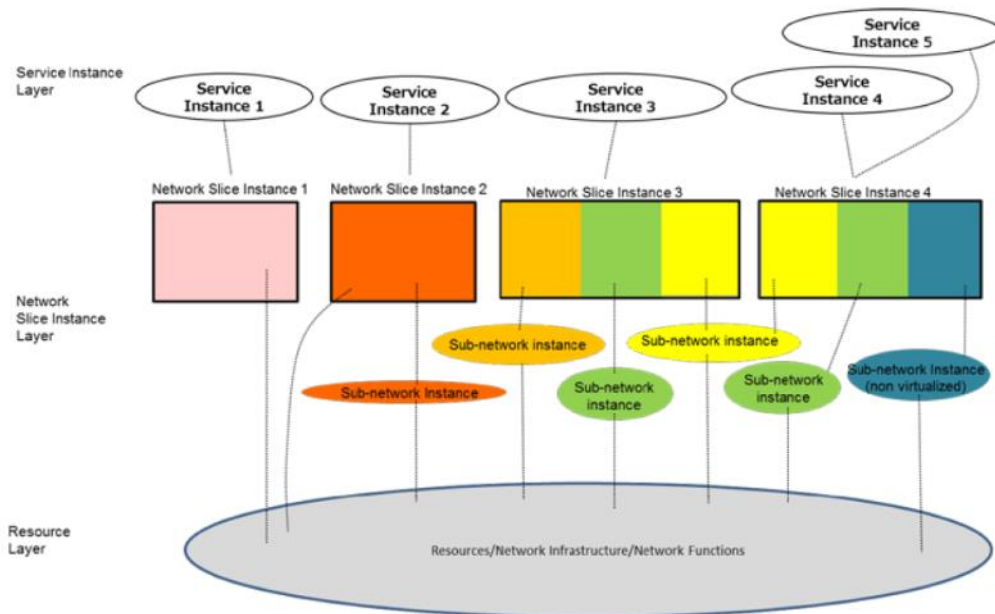 Service
Instance 5
Service Instance
Layer
Service
Instance 1
Service
Instance 2
Service
Instance 3
Service
Instance 4
Network Slice Instance 1
Network Slice Instance 2
Network Slice Instance 3
Network Slice Instance 4
Network
Slice Instance
Layer
Sub-network instance
Sub-network instance
Sub-network Instance
Sub-network
instance
Sub-network
instance
Sub-network Instance
(non virtualized)
Resource
Layer
Resources/Network Infrastructure/Network Functions